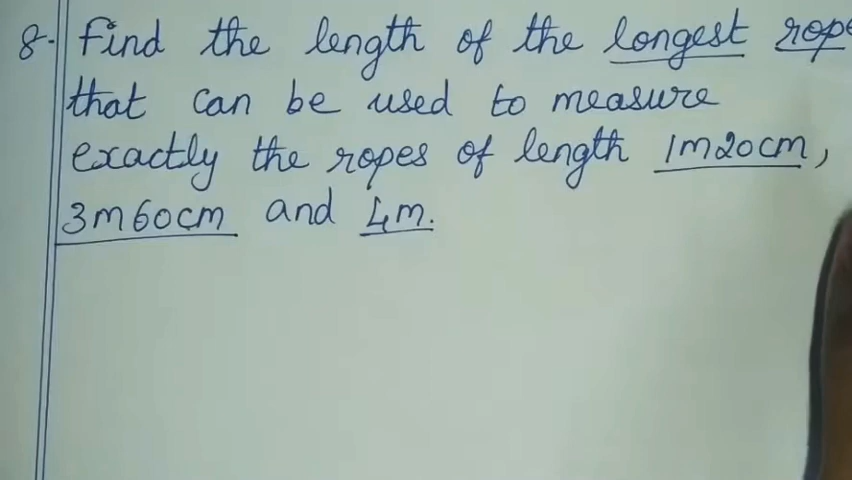 8. Find the length of the longest rope
that can be used to measure
exactly the ropes of length 1m20cm,
3m60cm and 4m.